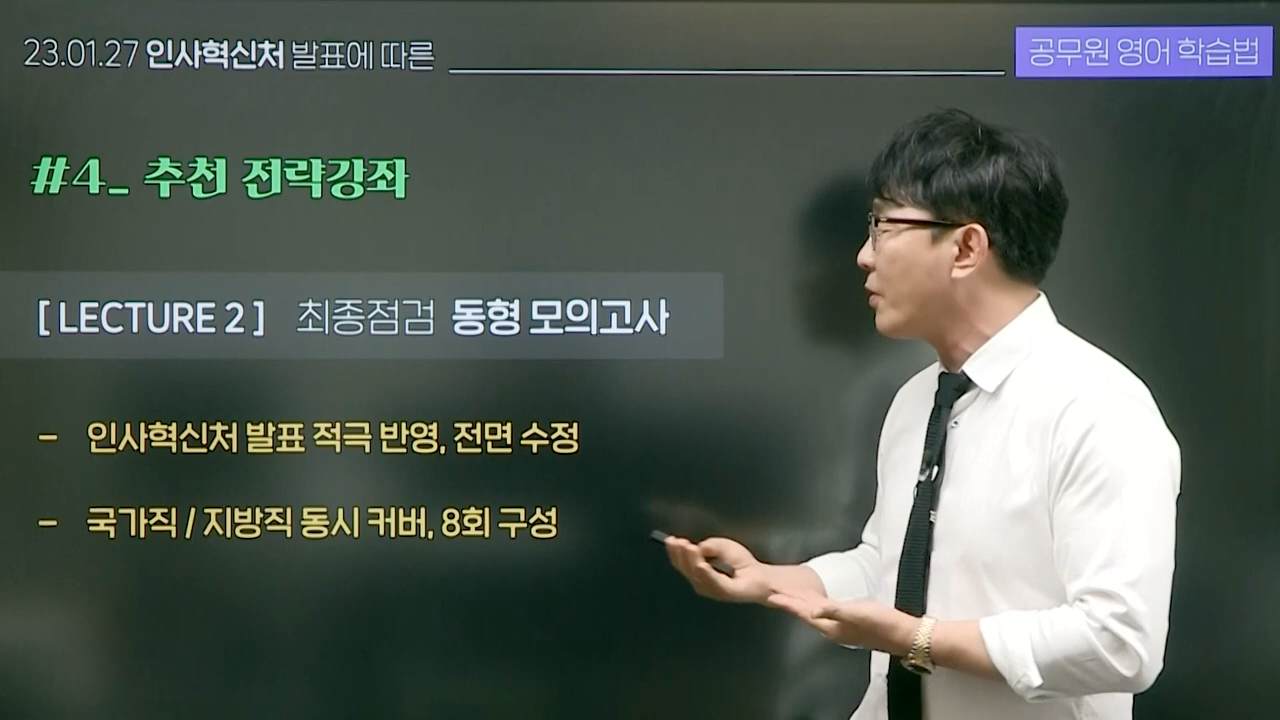 23.01.27 인사혁신처 발표에 따른
공무원 영어 학습법
#4_ 추천 전략강좌
[ LECTURE 2 ] 최종점검 동형 모의고사
- 인사혁신처 발표 적극 반영, 전면 수정
- 국가직 / 지방직 동시 커버, 8회 구성